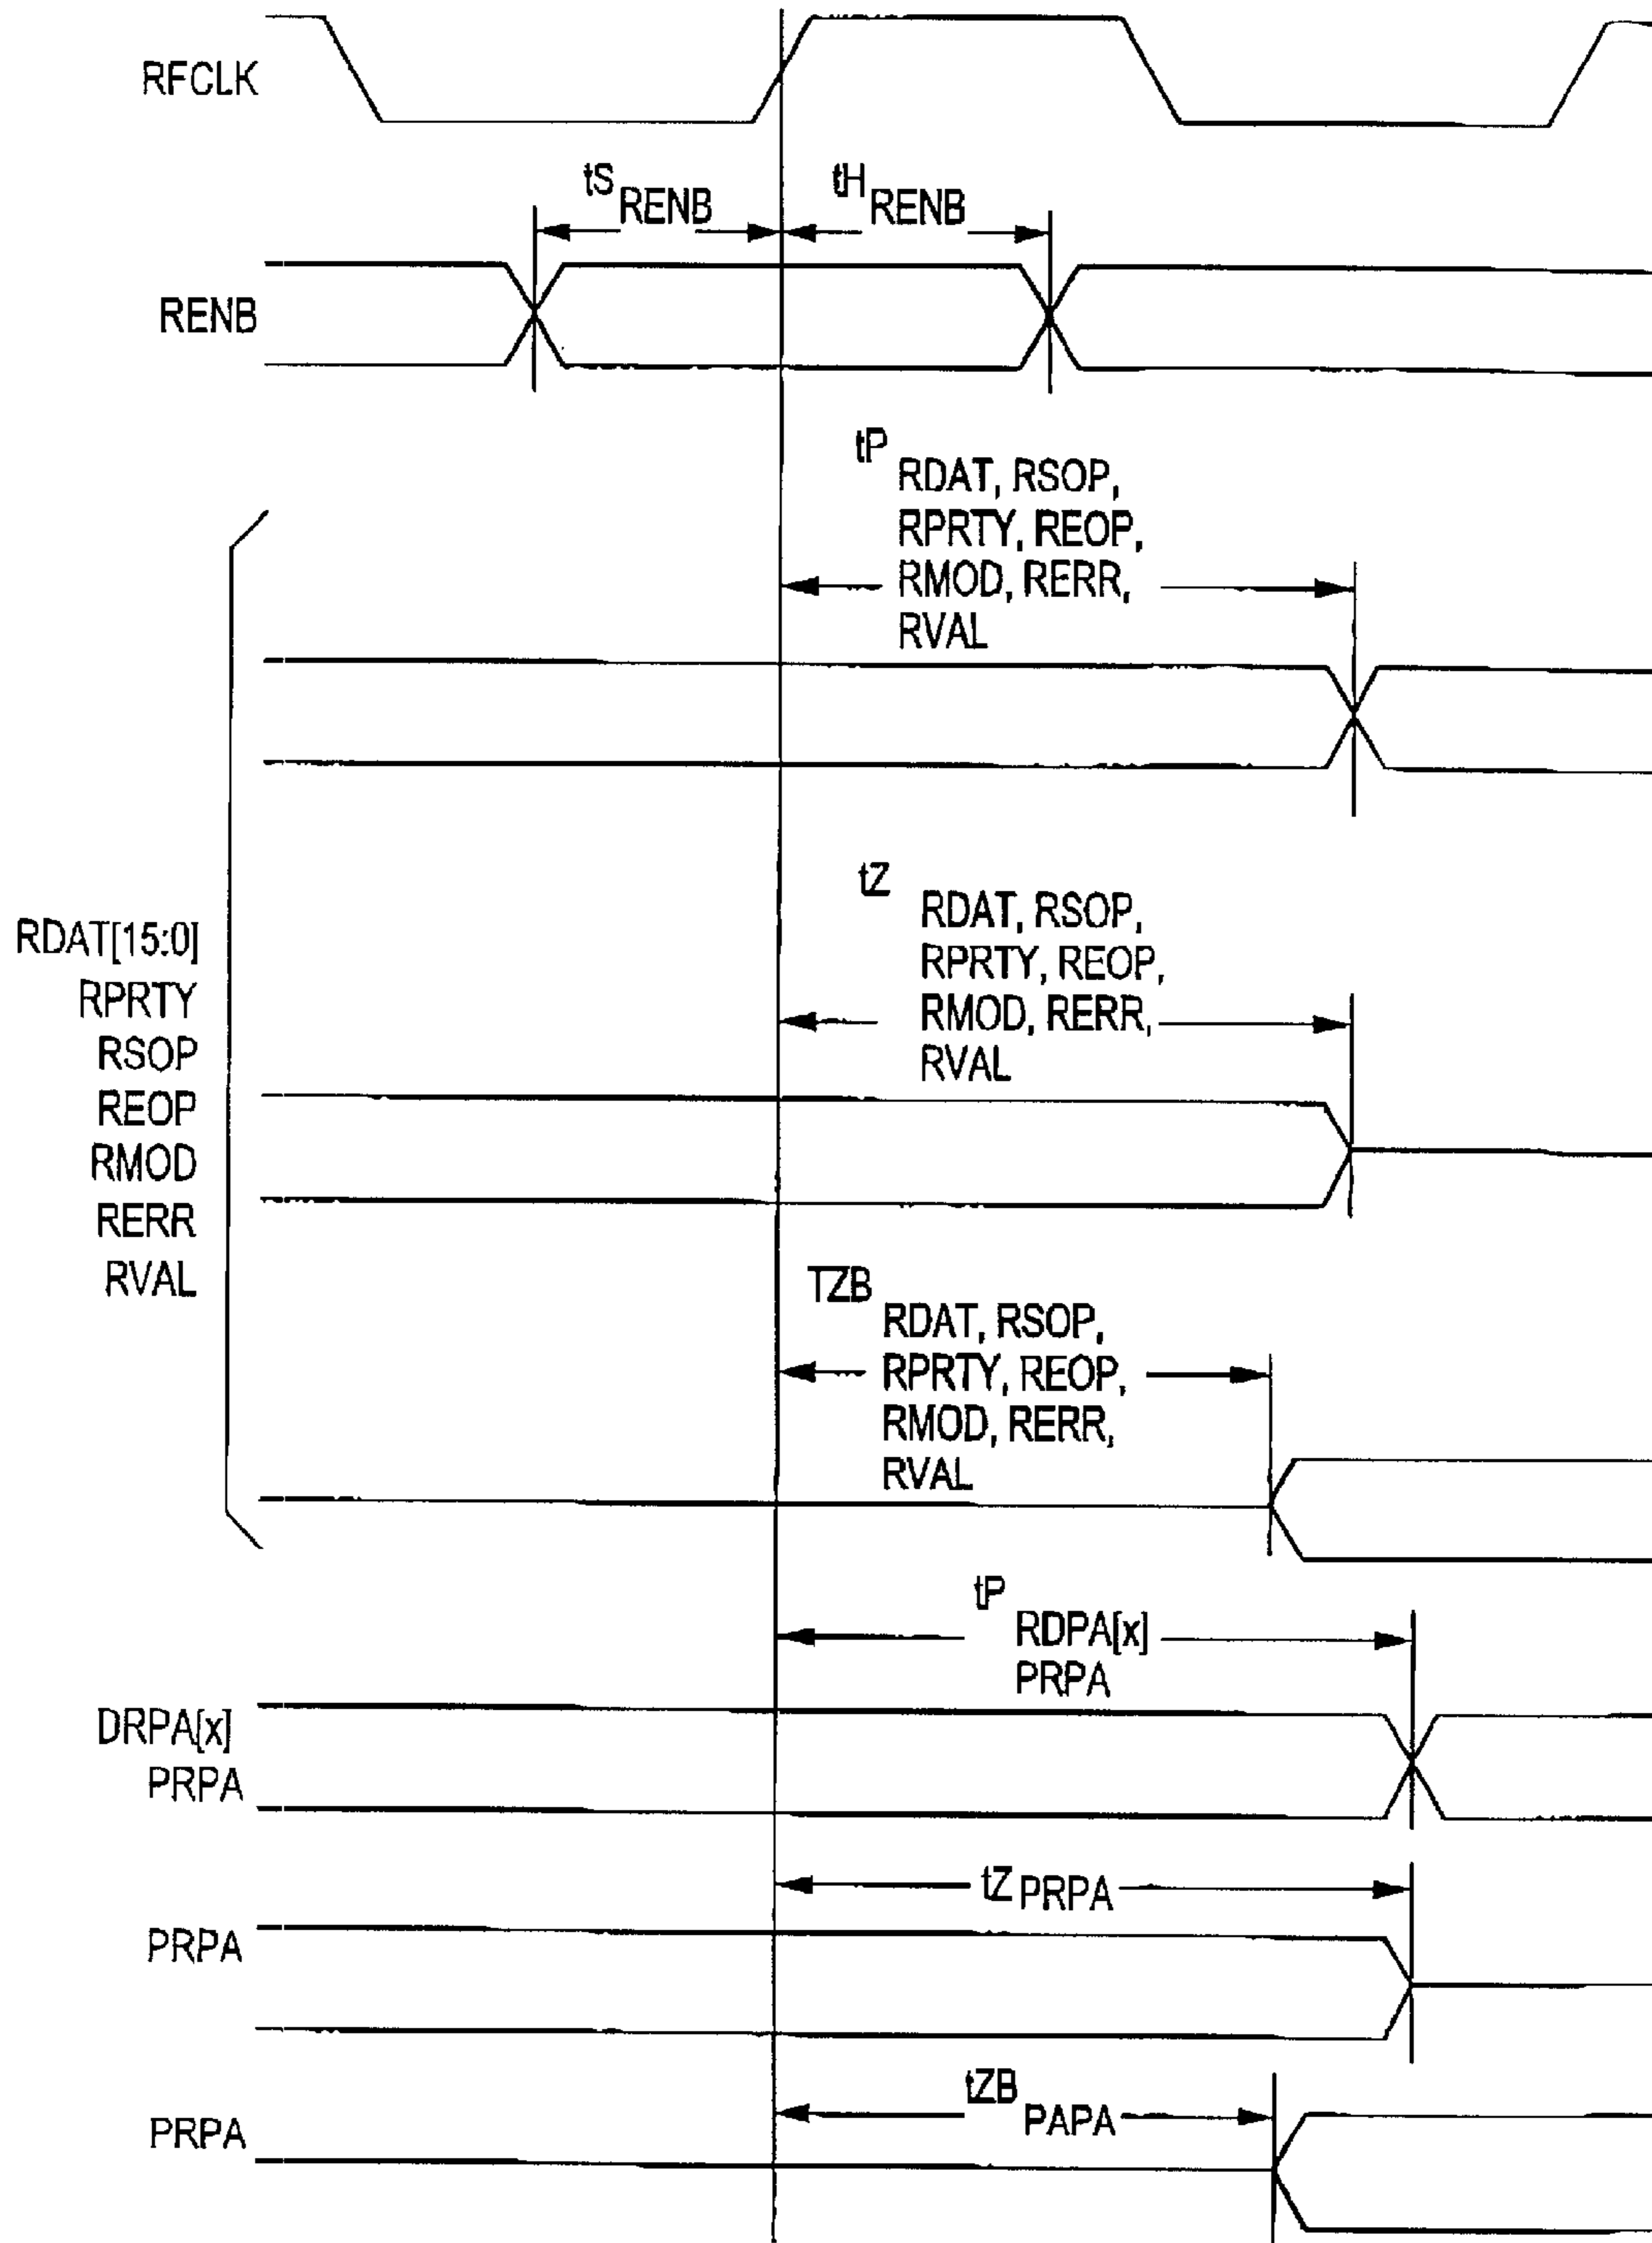 RFCLK
tS RENB
tH RENB
RENB
tP
RDAT, RSOP,
RPRTY, REOP,
RMOD, RERR,
RVAL
tZ
RDAT, RSOP,
RPRTY, REOP,
RMOD, RERR,
RVAL
RDAT[15:0]
RPRTY
RSOP
REOP
RMOD
RERR
RVAL
TZB
RDAT, RSOP,
RPRTY, REOP,
RMOD, RERR,
RVAL
tP
RDPA[x]
PRPA
DRPA[x]
PRPA
tZ PRPA
PRPA
tZB
PAPA
PRPA